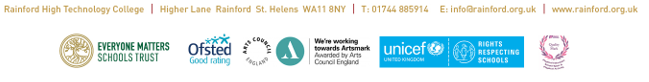 Rainford High Technology College | Higher Lane Rainford St. Helens WA11 8NY | T: 01744 885914 E: info@rainford.org.uk | www.rainford.org.uk
EVERYONE MATTERS
SCHOOLS TRUST
Ofsted
Good rating
ARTS COUNCIL
ENGLAND
We're working
towards Artsmark
Awarded by Arts
Council England
unicef
UNITED KINGDOM
RIGHTS
RESPECTING
SCHOOLS